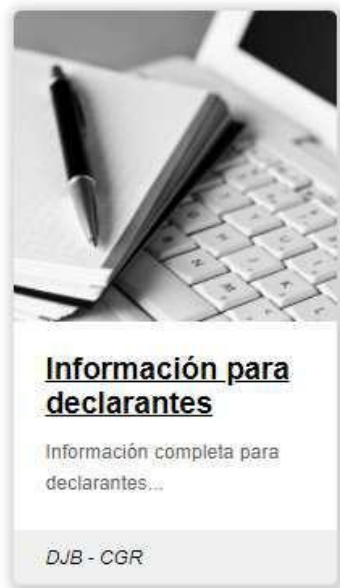 Información para
declarantes
Información completa para
declarantes...
DJB - CGR